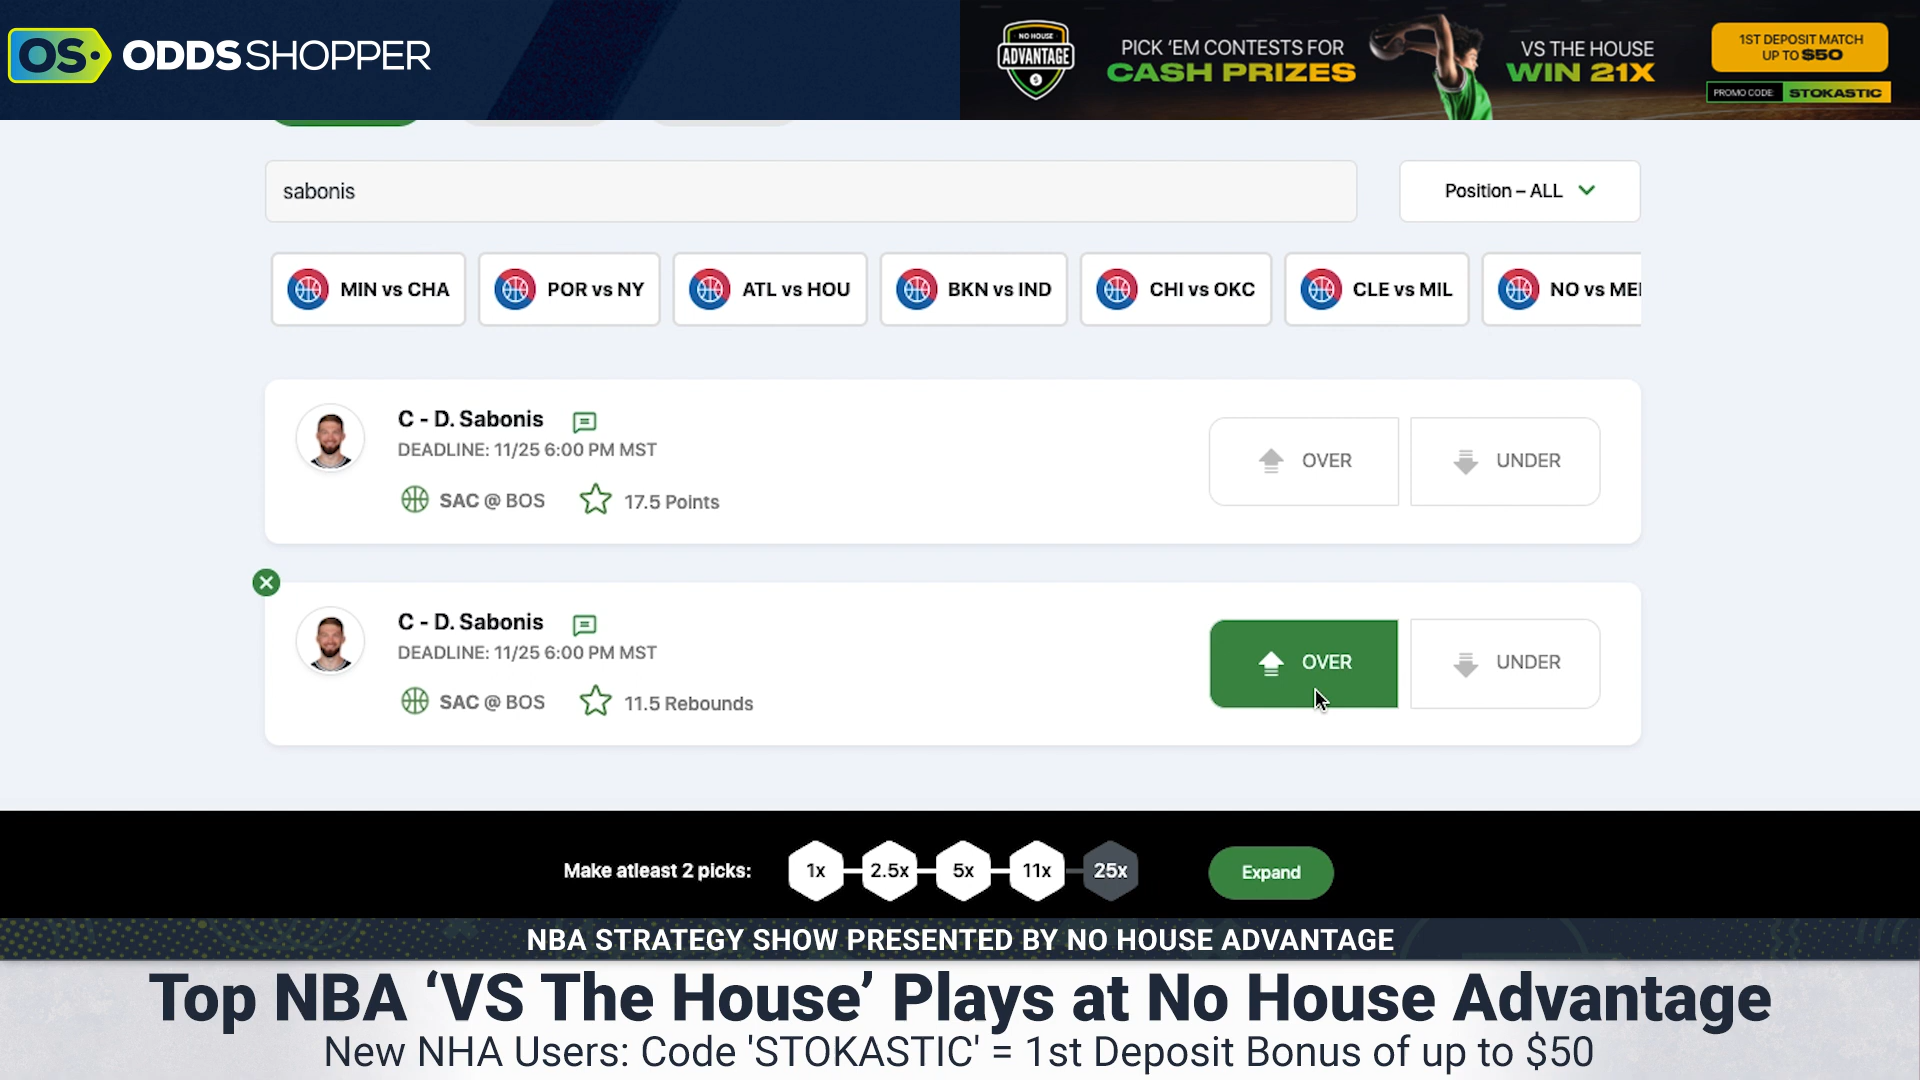 OS
ODDSSHOPPER
NO HOUSE
ADVANTAGE
PICK 'EM CONTESTS FOR
CASH PRIZES
VS THE HOUSE
WIN 21X
1ST DEPOSIT MATCH
UP TO $50
PROMO CODE: STOKASTIC
sabonis
Position – ALL
MIN vs CHA
POR vs NY
ATL vs HOU
BKN vs IND
CHI vs OKC
CLE vs MIL
NO vs MEI
C - D. Sabonis
DEADLINE: 11/25 6:00 PM MST
SAC @ BOS
17.5 Points
OVER
UNDER
C - D. Sabonis
DEADLINE: 11/25 6:00 PM MST
SAC @ BOS
11.5 Rebounds
OVER
UNDER
Make atleast 2 picks:
1x
2.5x
5x
11x
25x
Expand
NBA STRATEGY SHOW PRESENTED BY NO HOUSE ADVANTAGE
Top NBA ‘VS The House’ Plays at No House Advantage
New NHA Users: Code 'STOKASTIC' = 1st Deposit Bonus of up to $50